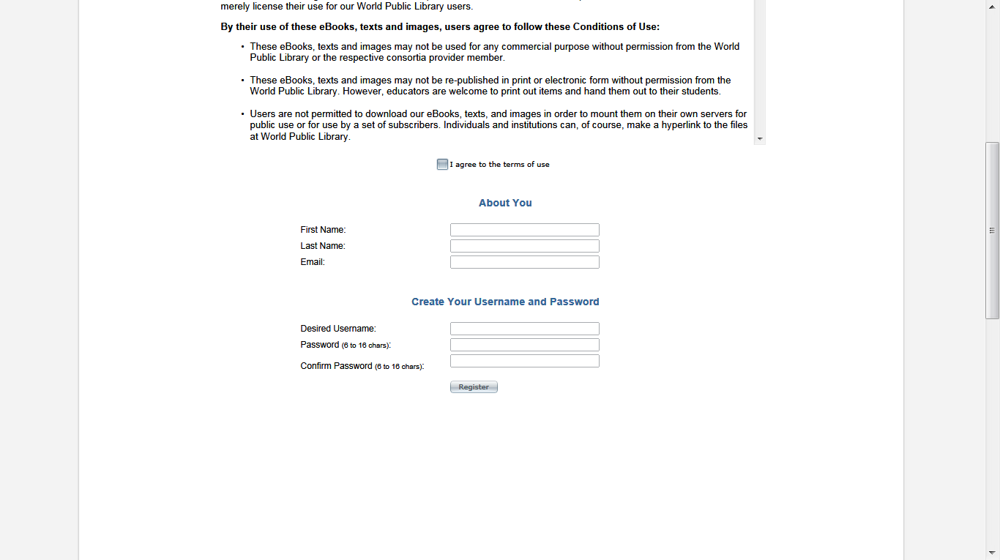 merely license their use for our World Public Library users.
By their use of these eBooks, texts and images, users agree to follow these Conditions of Use:
• These eBooks, texts and images may not be used for any commercial purpose without permission from the World
Public Library or the respective consortia provider member.
• These eBooks, texts and images may not be re-published in print or electronic form without permission from the
World Public Library. However, educators are welcome to print out items and hand them out to their students.
• Users are not permitted to download our eBooks, texts, and images in order to mount them on their own servers for
public use or for use by a set of subscribers. Individuals and institutions can, of course, make a hyperlink to the files
at World Public Library.
I agree to the terms of use
About You
First Name:
Last Name:
Email:
Create Your Username and Password
Desired Username:
Password (6 to 16 chars):
Confirm Password (6 to 16 chars):
Register